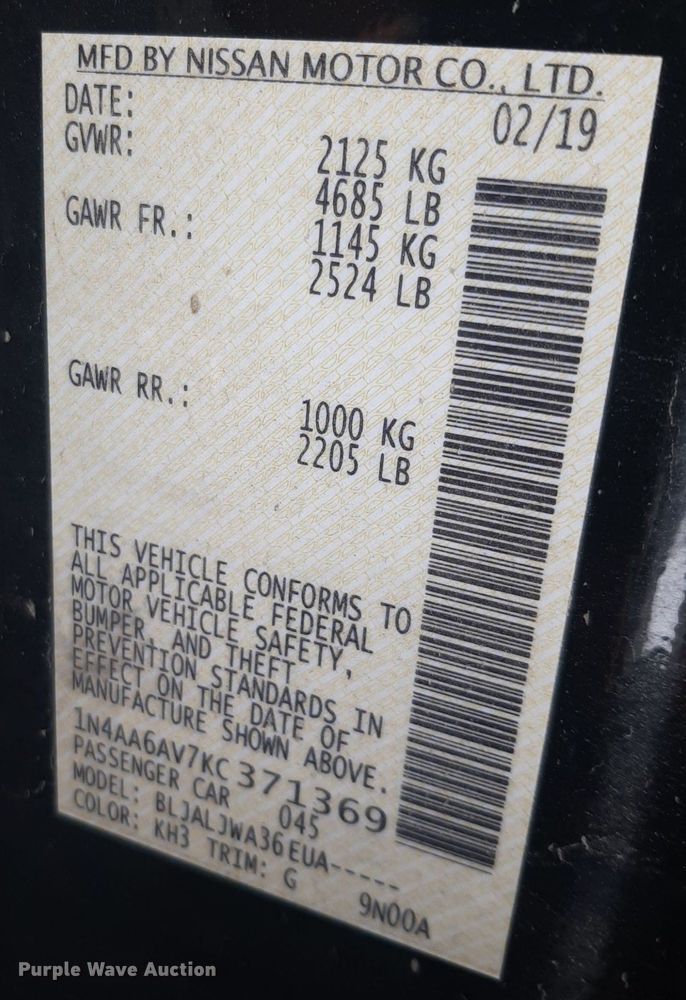 MFD BY NISSAN MOTOR CO., LTD.
DATE: 02/19
GVWR: 2125 KG
4685 LB
GAWR FR.: 1145 KG
2524 LB
GAWR RR.: 1000 KG
2205 LB
THIS VEHICLE CONFORMS TO
ALL APPLICABLE FEDERAL
MOTOR VEHICLE SAFETY,
BUMPER, AND THEFT
PREVENTION STANDARDS IN
EFFECT ON THE DATE OF
MANUFACTURE SHOWN ABOVE.
1N4AA6AV7KC371369
PASSENGER CAR 045
MODEL: BLJALJWA36EUA-----
COLOR: KH3 TRIM: G 9N00A
Purple Wave Auction